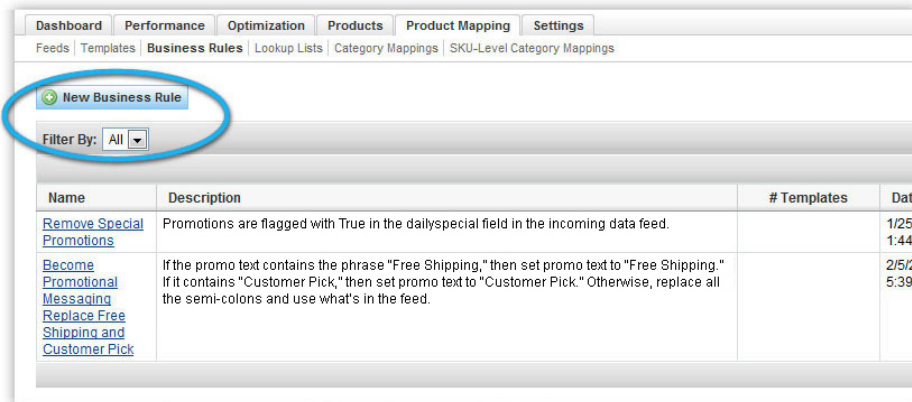 Dashboard Performance Optimization Products Product Mapping Settings
Feeds | Templates | Business Rules | Lookup Lists | Category Mappings | SKU-Level Category Mappings
New Business Rule
Filter By: All
Name Description # Templates Dat
Remove Special Promotions are flagged with True in the dailyspecial field in the incoming data feed. 1/25
Promotions 1:44
Become If the promo text contains the phrase "Free Shipping," then set promo text to "Free Shipping." 2/5/2
Promotional If it contains "Customer Pick," then set promo text to "Customer Pick." Otherwise, replace all 5:39
Messaging the semi-colons and use what's in the feed.
Replace Free
Shipping and
Customer Pick